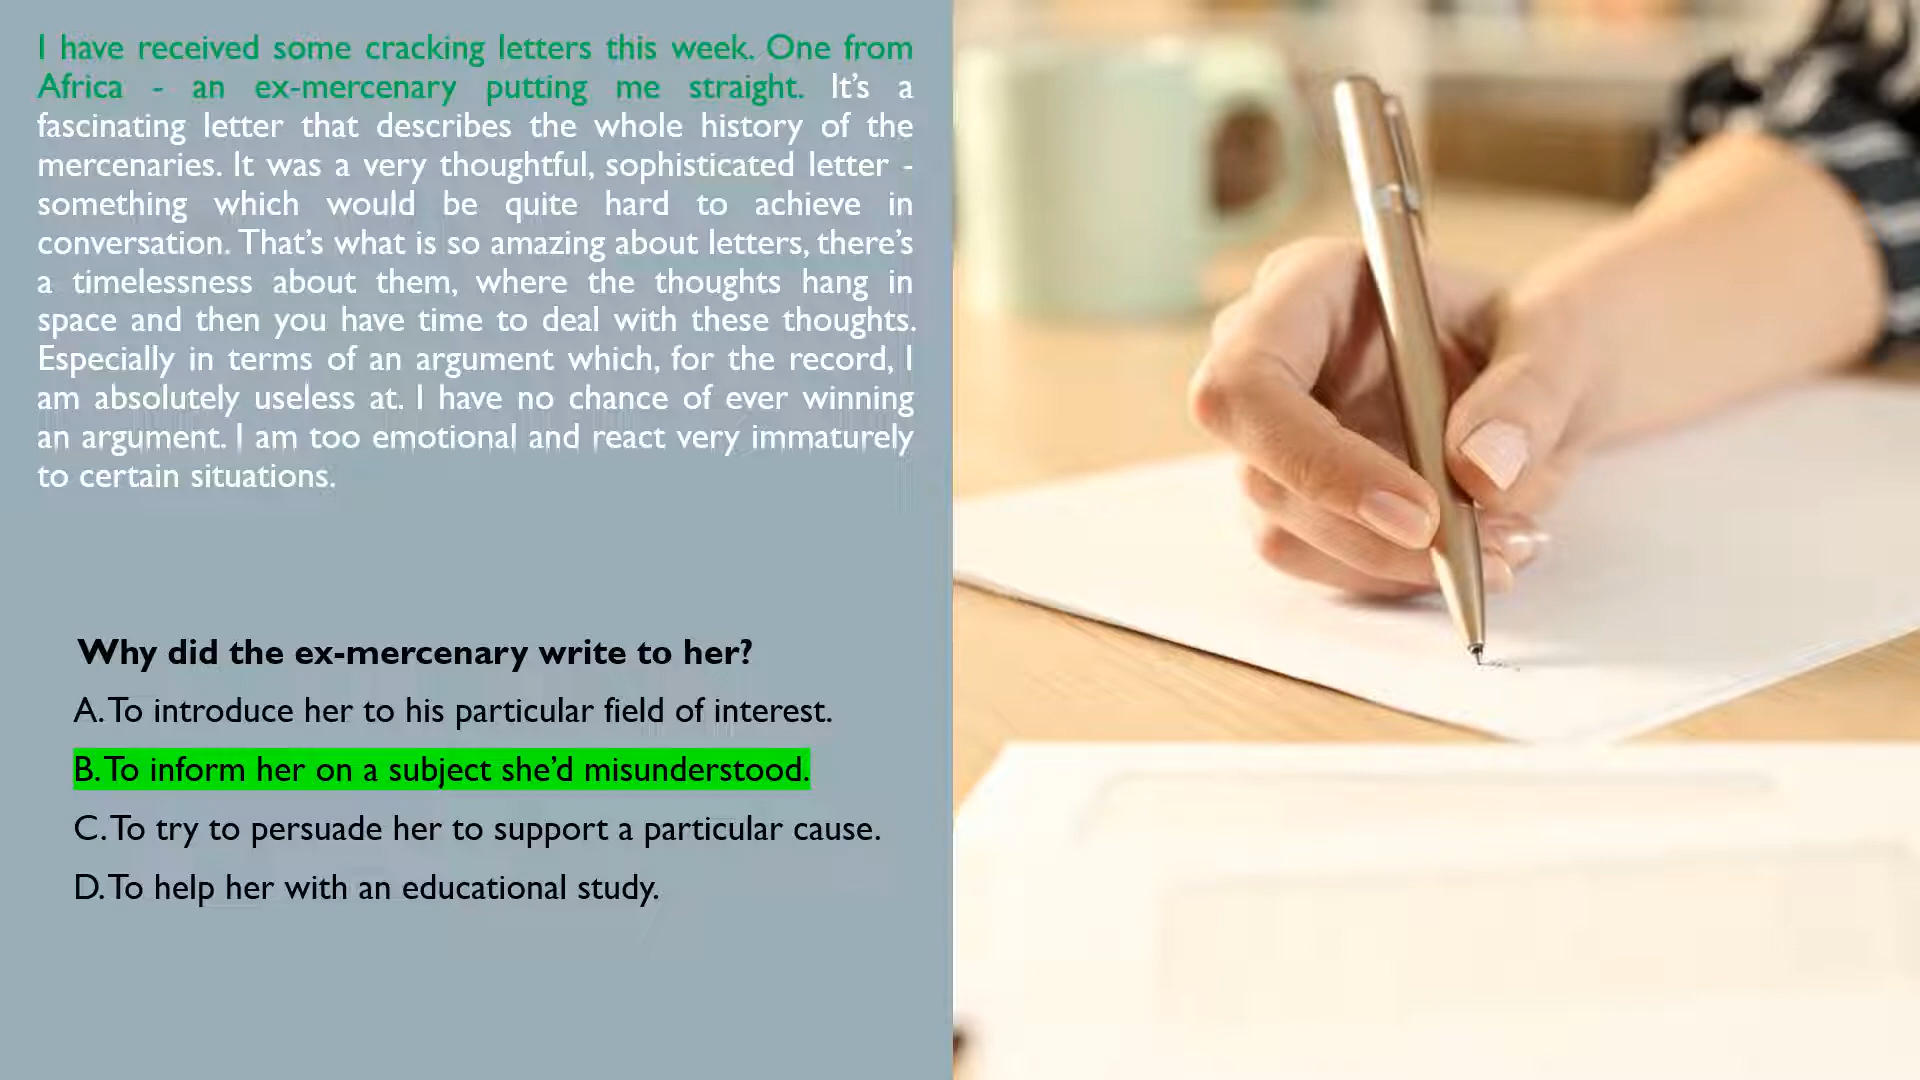 I have received some cracking letters this week. One from
Africa - an ex-mercenary putting me straight. It's a
fascinating letter that describes the whole history of the
mercenaries. It was a very thoughtful, sophisticated letter -
something which would be quite hard to achieve in
conversation. That's what is so amazing about letters, there's
a timelessness about them, where the thoughts hang in
space and then you have time to deal with these thoughts.
Especially in terms of an argument which, for the record, I
am absolutely useless at. I have no chance of ever winning
an argument. I am too emotional and react very immaturely
to certain situations.
Why did the ex-mercenary write to her?
A. To introduce her to his particular field of interest.
B. To inform her on a subject she'd misunderstood.
C. To try to persuade her to support a particular cause.
D. To help her with an educational study.